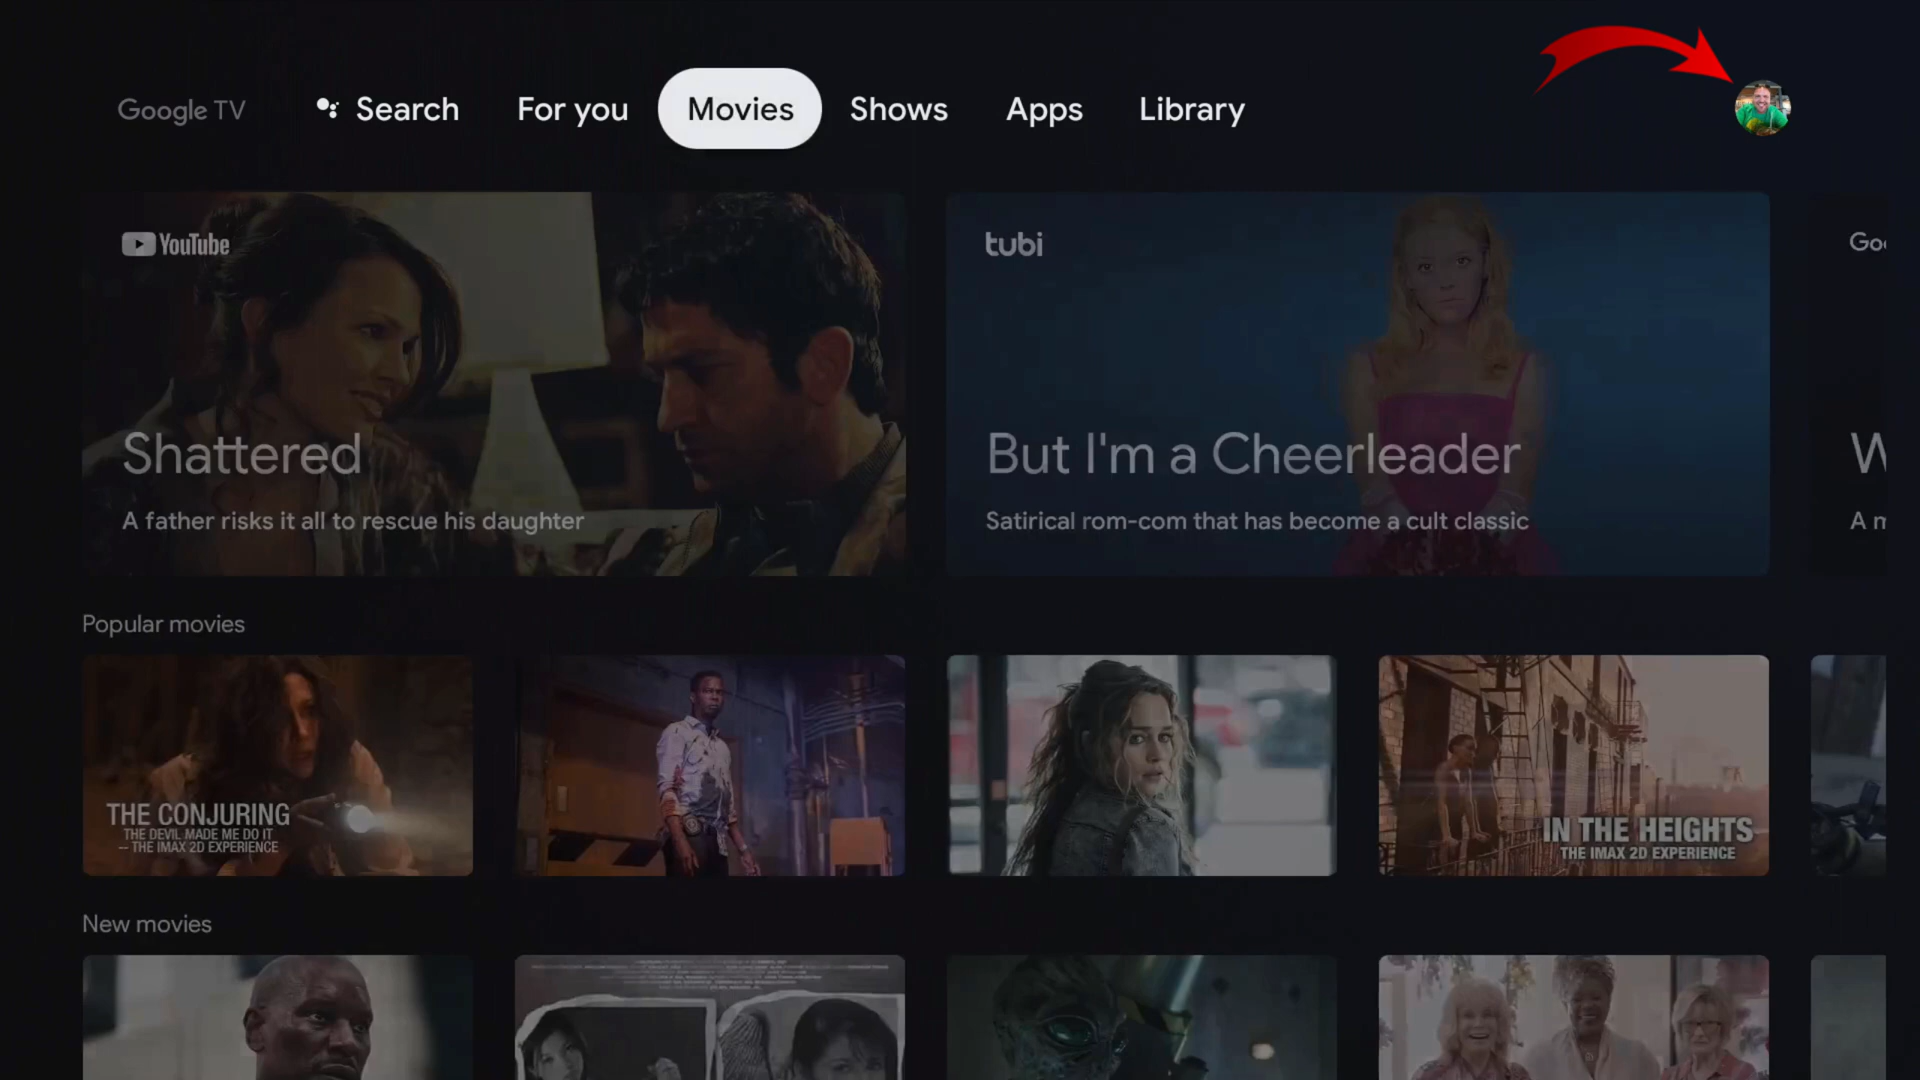 Google TV
Search
For you
Movies
Shows
Apps
Library
YouTube
tubi
Shattered
But I'm a Cheerleader
A father risks it all to rescue his daughter
Satirical rom-com that has become a cult classic
Popular movies
THE CONJURING
THE DEVIL MADE ME DO IT
– THE IMAX 2D EXPERIENCE
IN THE HEIGHTS
THE IMAX 2D EXPERIENCE
New movies